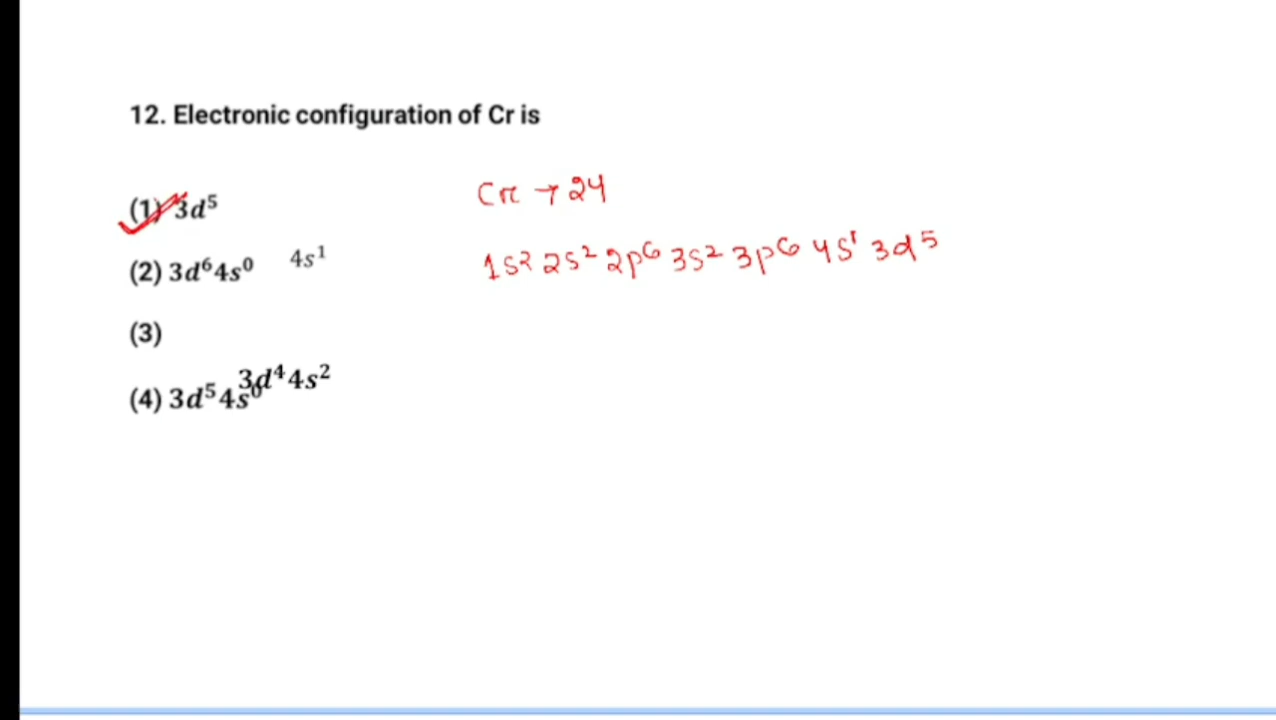 12. Electronic configuration of Cr is
(1) 3d⁵
Cr → 24
(2) 3d⁶4s⁰
4s¹
1s² 2s² 2p⁶ 3s² 3p⁶ 4s¹ 3d⁵
(3)
3d⁴4s²
(4) 3d⁵4s⁰